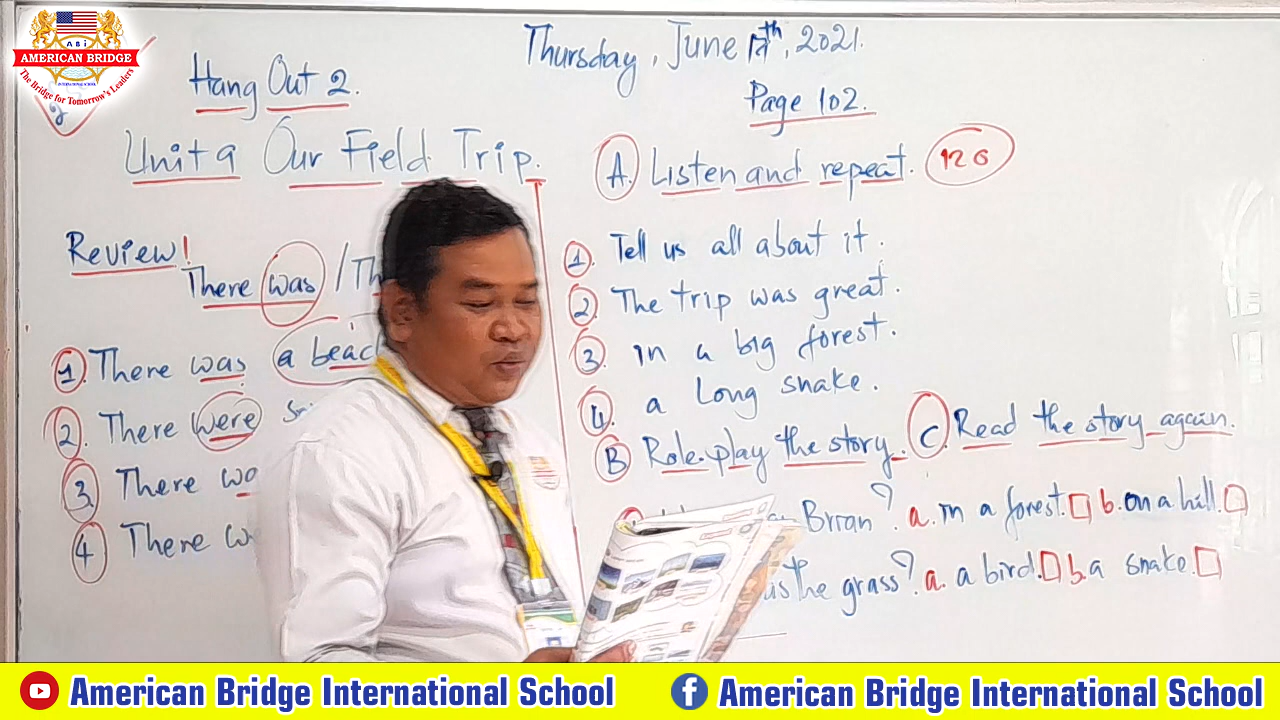 A B i
AMERICAN BRIDGE
INTERNATIONAL SCHOOL
The Bridge for Tomorrow's Leaders
Thursday, June 17th, 2021.
Hang Out 2.
Page 102.
Unit 9 Our Field Trip.
Review!
There was /Th
1. There was a beac
2. There were
3. There wa
4 There w
A. Listen and repeat. 126
1. Tell us all about it.
2. The trip was great.
3. in a big forest.
4. a long snake.
B Role-play the story. C. Read the story again.
Brian? a. in a forest. b. on a hill.
the grass? a. a bird. b. a snake.
American Bridge International School
American Bridge International School